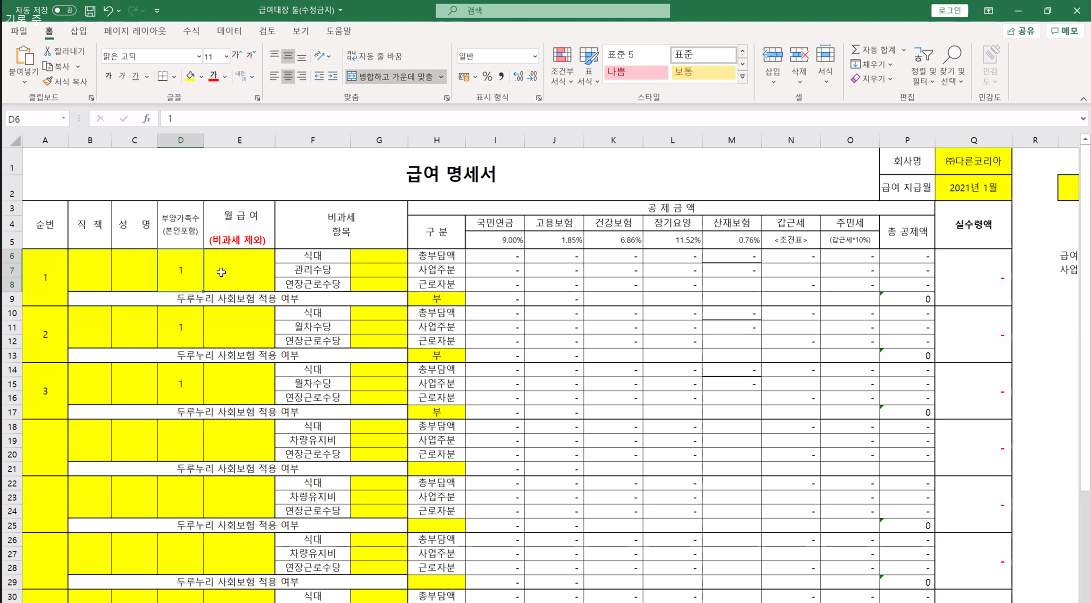 자동 저장 급여대장 둘(수정금지) 검색 로그인
기록 주
파일 홈 삽입 페이지 레이아웃 수식 데이터 검토 보기 도움말 공유 메모
붙여넣기 잘라내기 복사 서식 복사 클립보드
맑은 고딕 11 가 가 가 글꼴
자동 줄 바꿈 병합하고 가운데 맞춤 맞춤
일반 % 표시 형식
조건부 서식 표 서식 표준 5 표준 나쁨 보통 스타일
삽입 삭제 서식 셀
자동 합계 채우기 지우기 정렬 및 필터 찾기 및 선택 편집
민감도 민감도
D6 fx 1
A B C D E F G H I J K L M N O P Q R S
1 급여 명세서 회사명 ㈜다른코리아
2 급여 지급월 2021년 1월
3 공 제 금 액
4 순번 직 책 성 명 부양가족수 (본인포함) 월 급 여 (비과세 제외) 비과세 항목 구 분 국민연금 고용보험 건강보험 장기요양 산재보험 갑근세 주민세 총 공제액 실수령액
5 9.00% 1.85% 6.86% 11.52% 0.76% <조건표> (갑근세*10%)
6 1 1 식대 총부담액 - - - - - - - - - 급여
7 관리수당 사업주분 - - - - - - 사업
8 연장근로수당 근로자분 - - - - - - -
9 두루누리 사회보험 적용 여부 부 - - 0
10 2 1 식대 총부담액 - - - - - - - - -
11 월차수당 사업주분 - - - - - -
12 연장근로수당 근로자분 - - - - - - -
13 두루누리 사회보험 적용 여부 부 - - 0
14 3 1 식대 총부담액 - - - - - - - - -
15 월차수당 사업주분 - - - - - -
16 연장근로수당 근로자분 - - - - - - -
17 두루누리 사회보험 적용 여부 부 - - 0
18 식대 총부담액 - - - - - - - - -
19 차량유지비 사업주분 - - - - - -
20 연장근로수당 근로자분 - - - - - - -
21 두루누리 사회보험 적용 여부 - -
22 식대 총부담액 - - - - - - - - -
23 차량유지비 사업주분 - - - - - -
24 연장근로수당 근로자분 - - - - - - -
25 두루누리 사회보험 적용 여부 - - 0
26 식대 총부담액 - - - - - - - - -
27 차량유지비 사업주분 - - - - - -
28 연장근로수당 근로자분 - - - - - - -
29 두루누리 사회보험 적용 여부 - - 0
30 식대 총부담액 - - - - - - - -